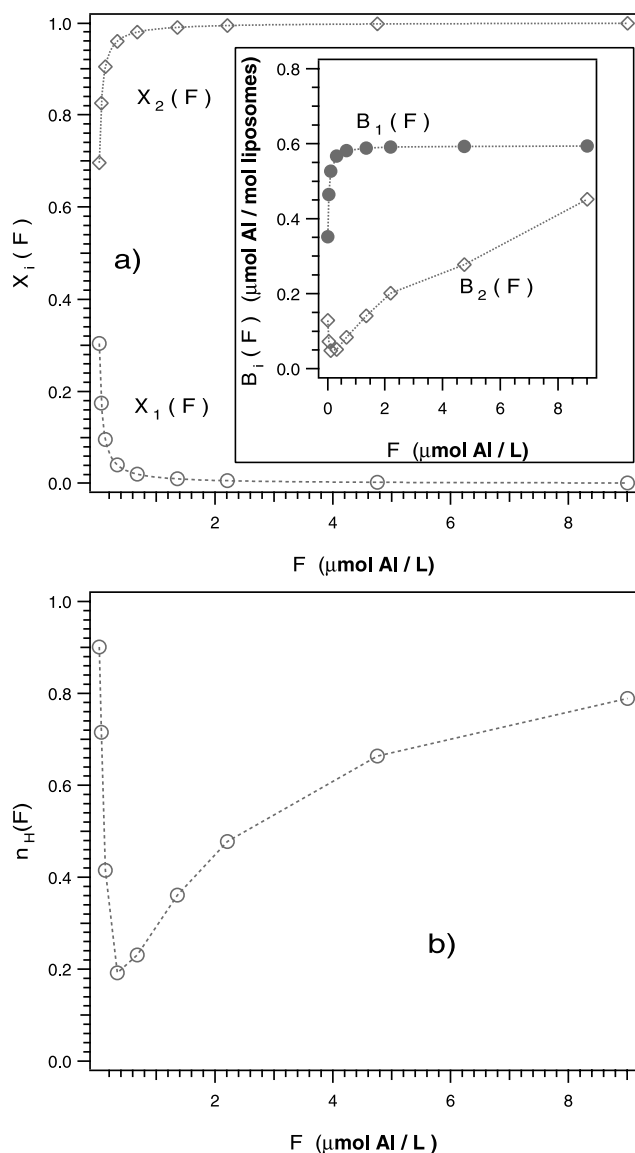 1.0
0.8
0.6
0.4
0.2
0.0
X i ( F )
X 2 ( F )
a)
X 1 ( F )
2
4
6
8
F (μmol Al / L)
0.8
0.6
0.4
0.2
0.0
B i ( F ) (μmol Al / mol liposomes)
B 1 ( F )
B 2 ( F )
0
2
4
6
8
F (μmol Al / L)
1.0
0.8
0.6
0.4
0.2
0.0
n H (F)
b)
2
4
6
8
F (μmol Al / L )